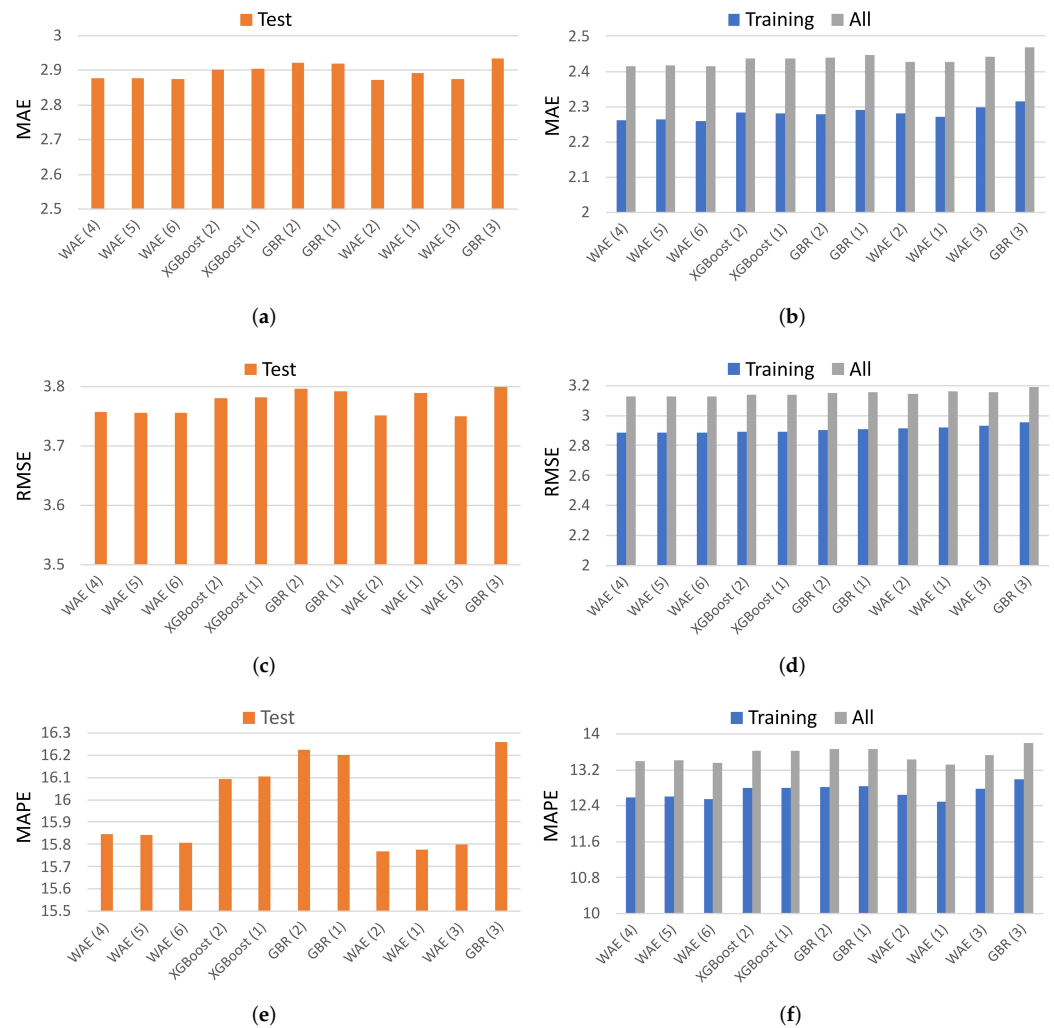 Test
MAE
3
2.9
2.8
2.7
2.6
2.5
WAE (4)
WAE (5)
WAE (6)
XGBoost (2)
XGBoost (1)
GBR (2)
GBR (1)
WAE (2)
WAE (1)
WAE (3)
GBR (3)
(a)
Training All
MAE
2.5
2.4
2.3
2.2
2.1
2
WAE (4)
WAE (5)
WAE (6)
XGBoost (2)
XGBoost (1)
GBR (2)
GBR (1)
WAE (2)
WAE (1)
WAE (3)
GBR (3)
(b)
Test
RMSE
3.8
3.7
3.6
3.5
WAE (4)
WAE (5)
WAE (6)
XGBoost (2)
XGBoost (1)
GBR (2)
GBR (1)
WAE (2)
WAE (1)
WAE (3)
GBR (3)
(c)
Training All
RMSE
3.2
3
2.8
2.6
2.4
2.2
2
WAE (4)
WAE (5)
WAE (6)
XGBoost (2)
XGBoost (1)
GBR (2)
GBR (1)
WAE (2)
WAE (1)
WAE (3)
GBR (3)
(d)
Test
MAPE
16.3
16.2
16.1
16
15.9
15.8
15.7
15.6
15.5
WAE (4)
WAE (5)
WAE (6)
XGBoost (2)
XGBoost (1)
GBR (2)
GBR (1)
WAE (2)
WAE (1)
WAE (3)
GBR (3)
(e)
Training All
MAPE
14
13.2
12.4
11.6
10.8
10
WAE (4)
WAE (5)
WAE (6)
XGBoost (2)
XGBoost (1)
GBR (2)
GBR (1)
WAE (2)
WAE (1)
WAE (3)
GBR (3)
(f)